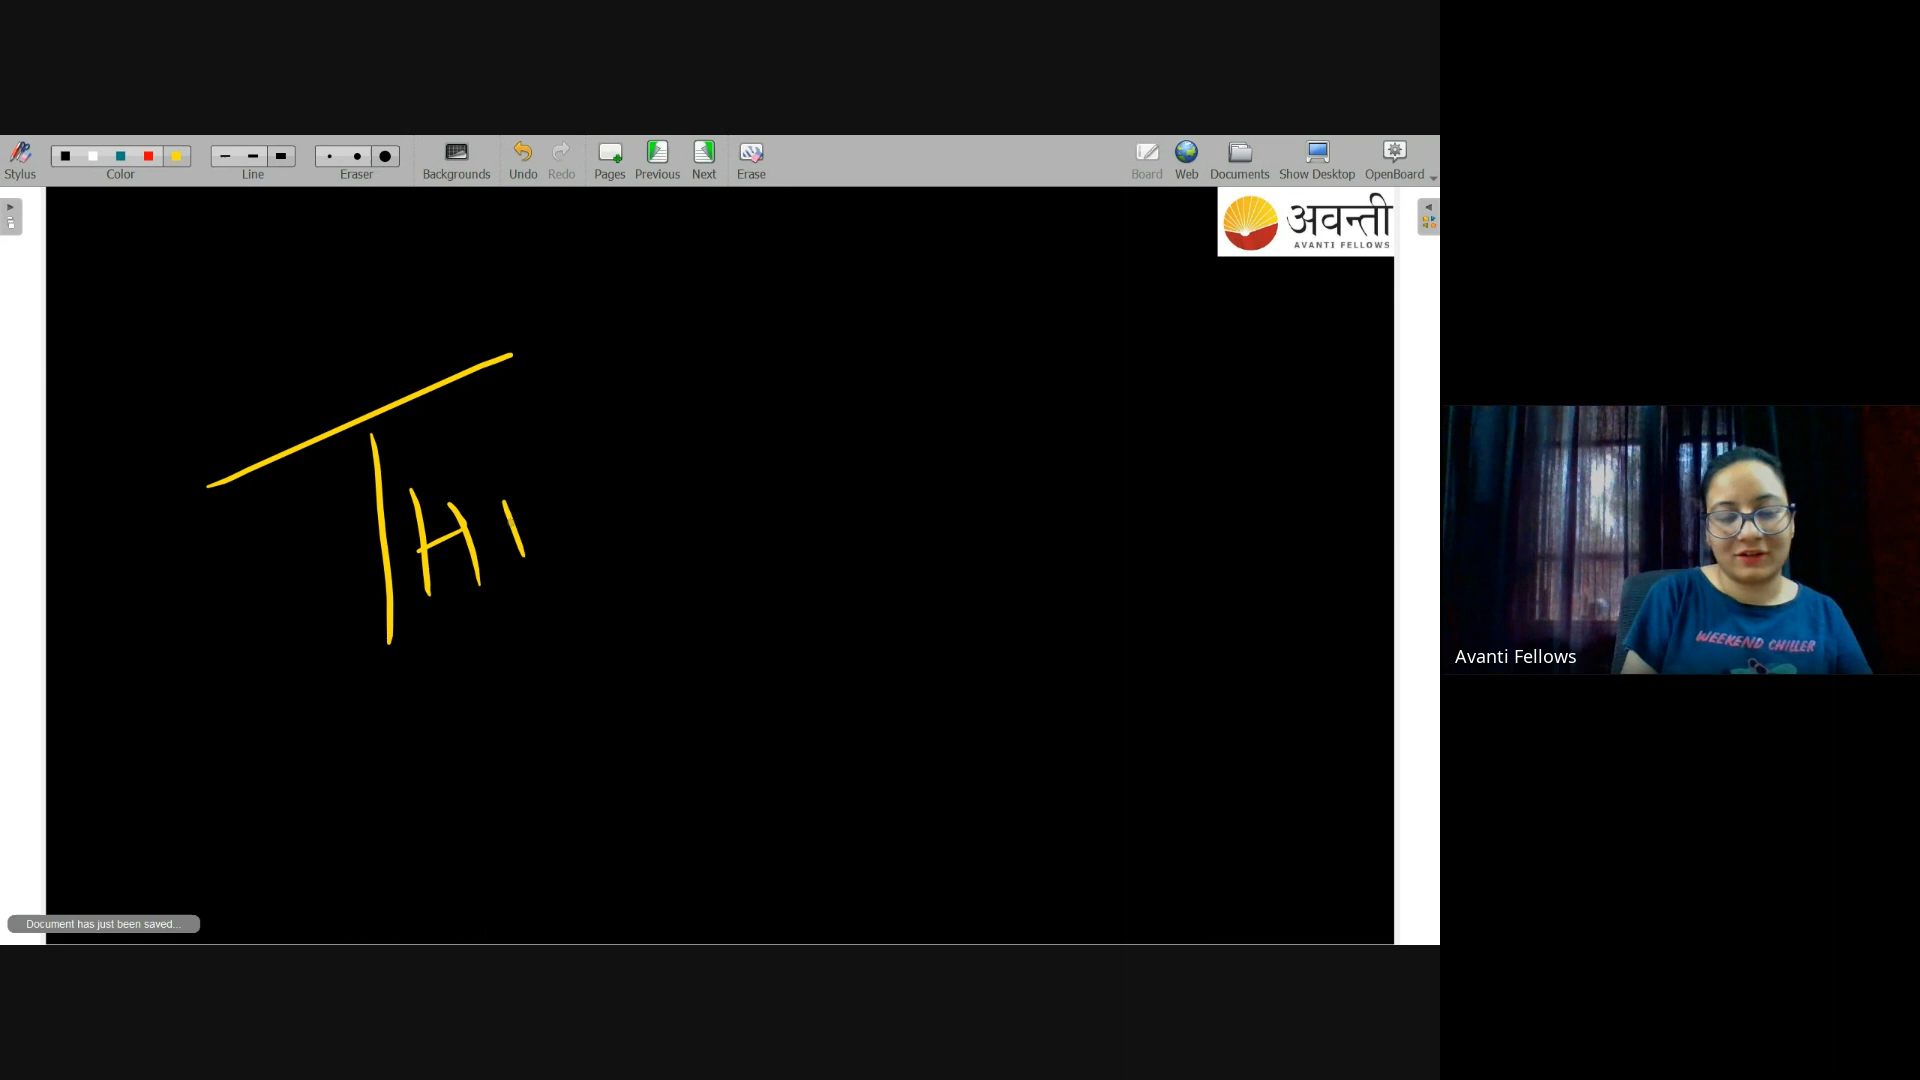 Stylus Color Line Eraser Backgrounds Undo Redo Pages Previous Next Erase Board Web Documents Show Desktop OpenBoard
अवन्ती
AVANTI FELLOWS
THI
WEEKEND CHILLER
Avanti Fellows
Document has just been saved...